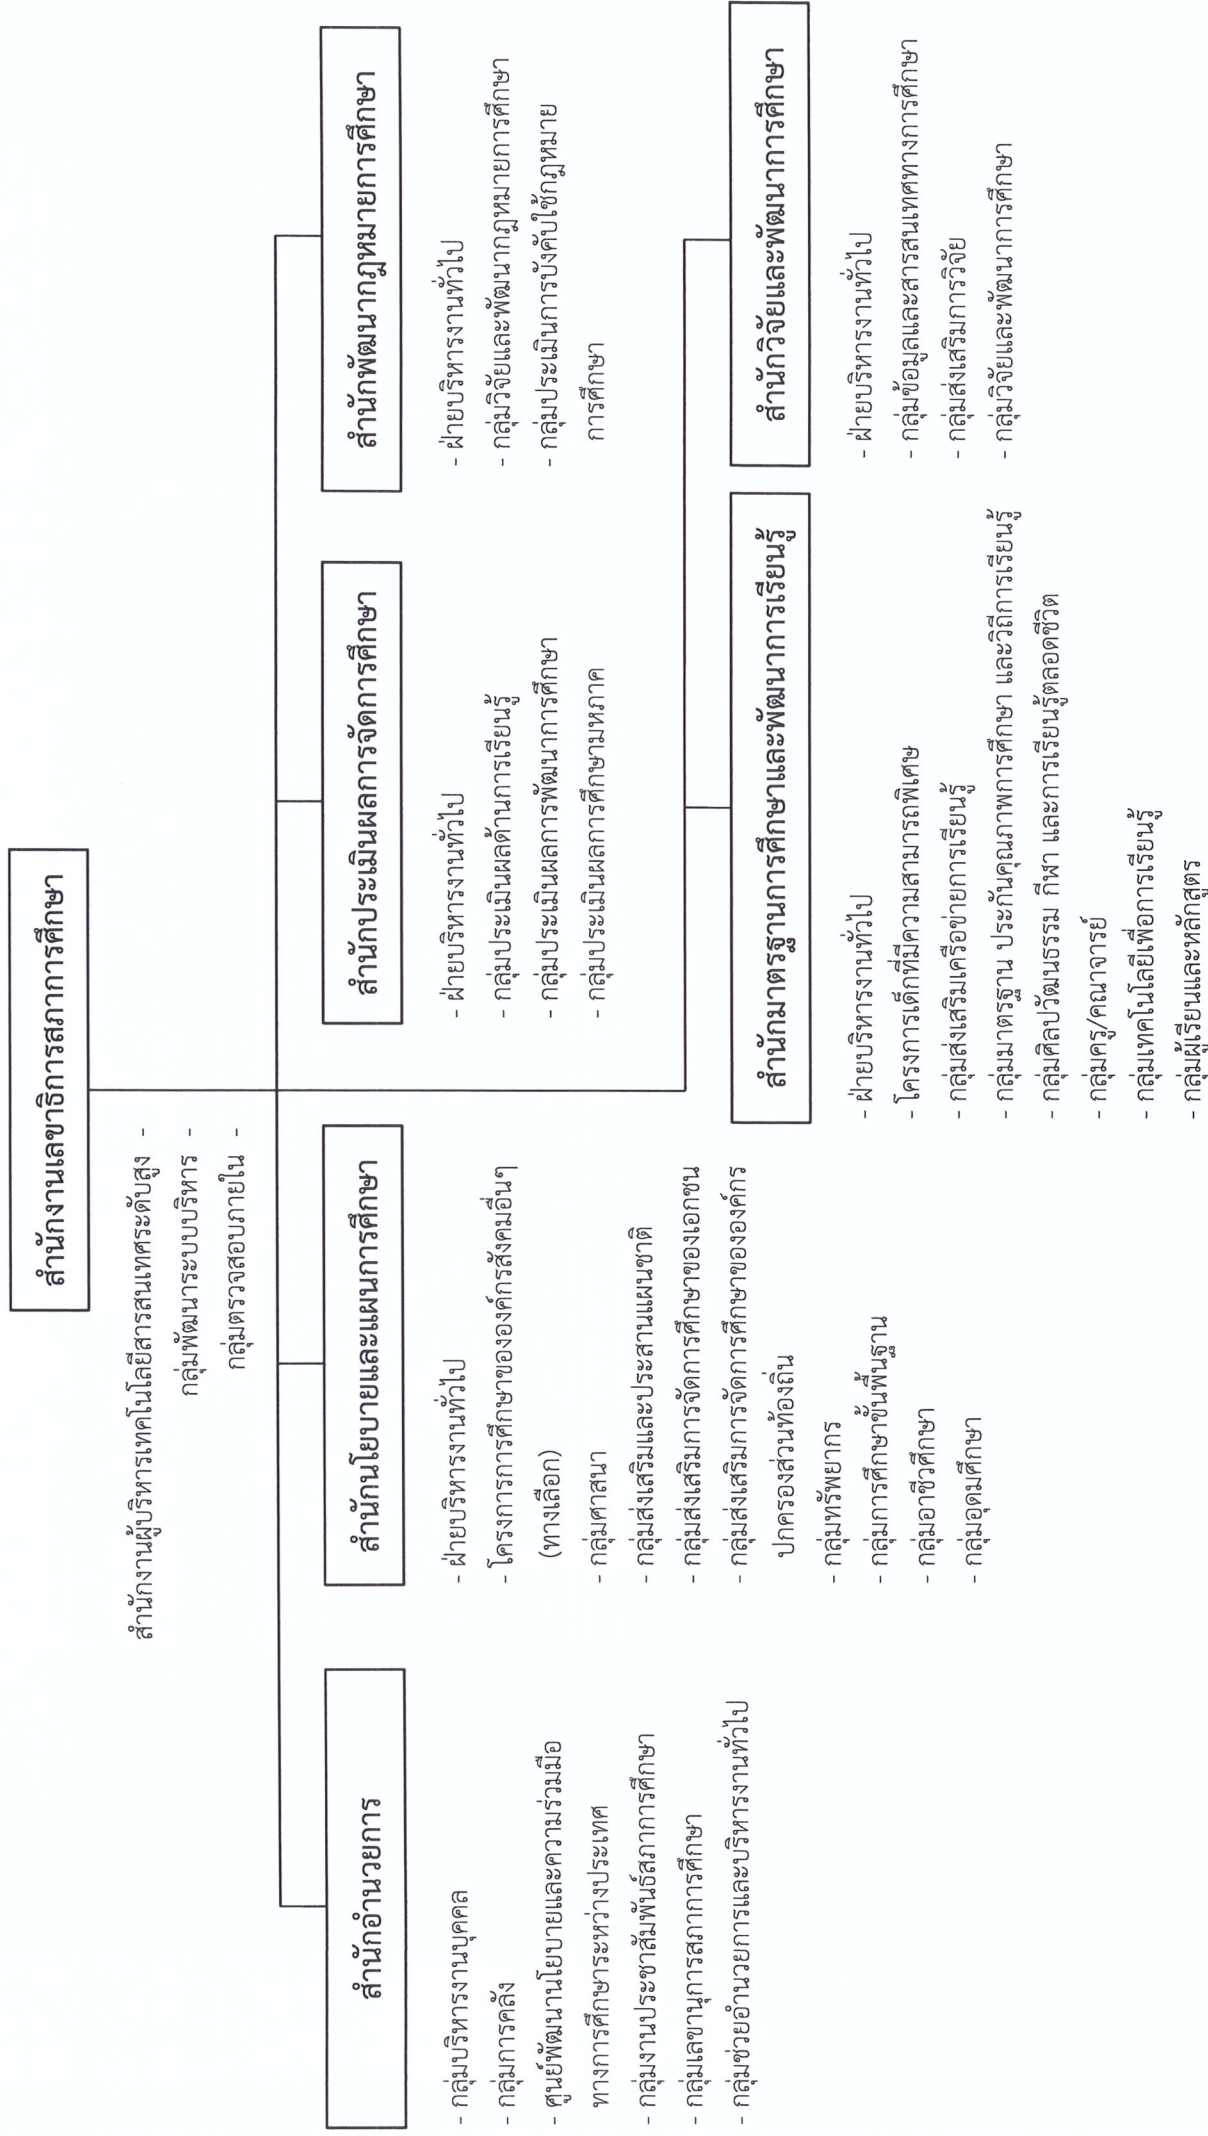 สำนักงานเลขาธิการสภาการศึกษา
สำนักงานผู้บริหารเทคโนโลยีสารสนเทศระดับสูง -
กลุ่มพัฒนาระบบบริหาร -
กลุ่มตรวจสอบภายใน -
สำนักอำนวยการ
- กลุ่มบริหารงานบุคคล
- กลุ่มการคลัง
- ศูนย์พัฒนานโยบายและความร่วมมือ
ทางการศึกษาระหว่างประเทศ
- กลุ่มงานประชาสัมพันธ์สภาการศึกษา
- กลุ่มเลขานุการสภาการศึกษา
- กลุ่มช่วยอำนวยการและบริหารงานทั่วไป
สำนักนโยบายและแผนการศึกษา
- ฝ่ายบริหารงานทั่วไป
- โครงการการศึกษาขององค์กรสังคมอื่นๆ
(ทางเลือก)
- กลุ่มศาสนา
- กลุ่มส่งเสริมและประสานแผนชาติ
- กลุ่มส่งเสริมการจัดการศึกษาของเอกชน
- กลุ่มส่งเสริมการจัดการศึกษาขององค์กร
ปกครองส่วนท้องถิ่น
- กลุ่มทรัพยากร
- กลุ่มการศึกษาขั้นพื้นฐาน
- กลุ่มอาชีวศึกษา
- กลุ่มอุดมศึกษา
สำนักประเมินผลการจัดการศึกษา
- ฝ่ายบริหารงานทั่วไป
- กลุ่มประเมินผลด้านการเรียนรู้
- กลุ่มประเมินผลการพัฒนาการศึกษา
- กลุ่มประเมินผลการศึกษามหภาค
สำนักพัฒนากฎหมายการศึกษา
- ฝ่ายบริหารงานทั่วไป
- กลุ่มวิจัยและพัฒนากฎหมายการศึกษา
- กลุ่มประเมินการบังคับใช้กฎหมาย
การศึกษา
สำนักมาตรฐานการศึกษาและพัฒนาการเรียนรู้
- ฝ่ายบริหารงานทั่วไป
- โครงการเด็กที่มีความสามารถพิเศษ
- กลุ่มส่งเสริมเครือข่ายการเรียนรู้
- กลุ่มมาตรฐาน ประกันคุณภาพการศึกษา และวิถีการเรียนรู้
- กลุ่มศิลปวัฒนธรรม กีฬา และการเรียนรู้ตลอดชีวิต
- กลุ่มครู/คณาจารย์
- กลุ่มเทคโนโลยีเพื่อการเรียนรู้
- กลุ่มผู้เรียนและหลักสูตร
สำนักวิจัยและพัฒนาการศึกษา
- ฝ่ายบริหารงานทั่วไป
- กลุ่มข้อมูลและสารสนเทศทางการศึกษา
- กลุ่มส่งเสริมการวิจัย
- กลุ่มวิจัยและพัฒนาการศึกษา